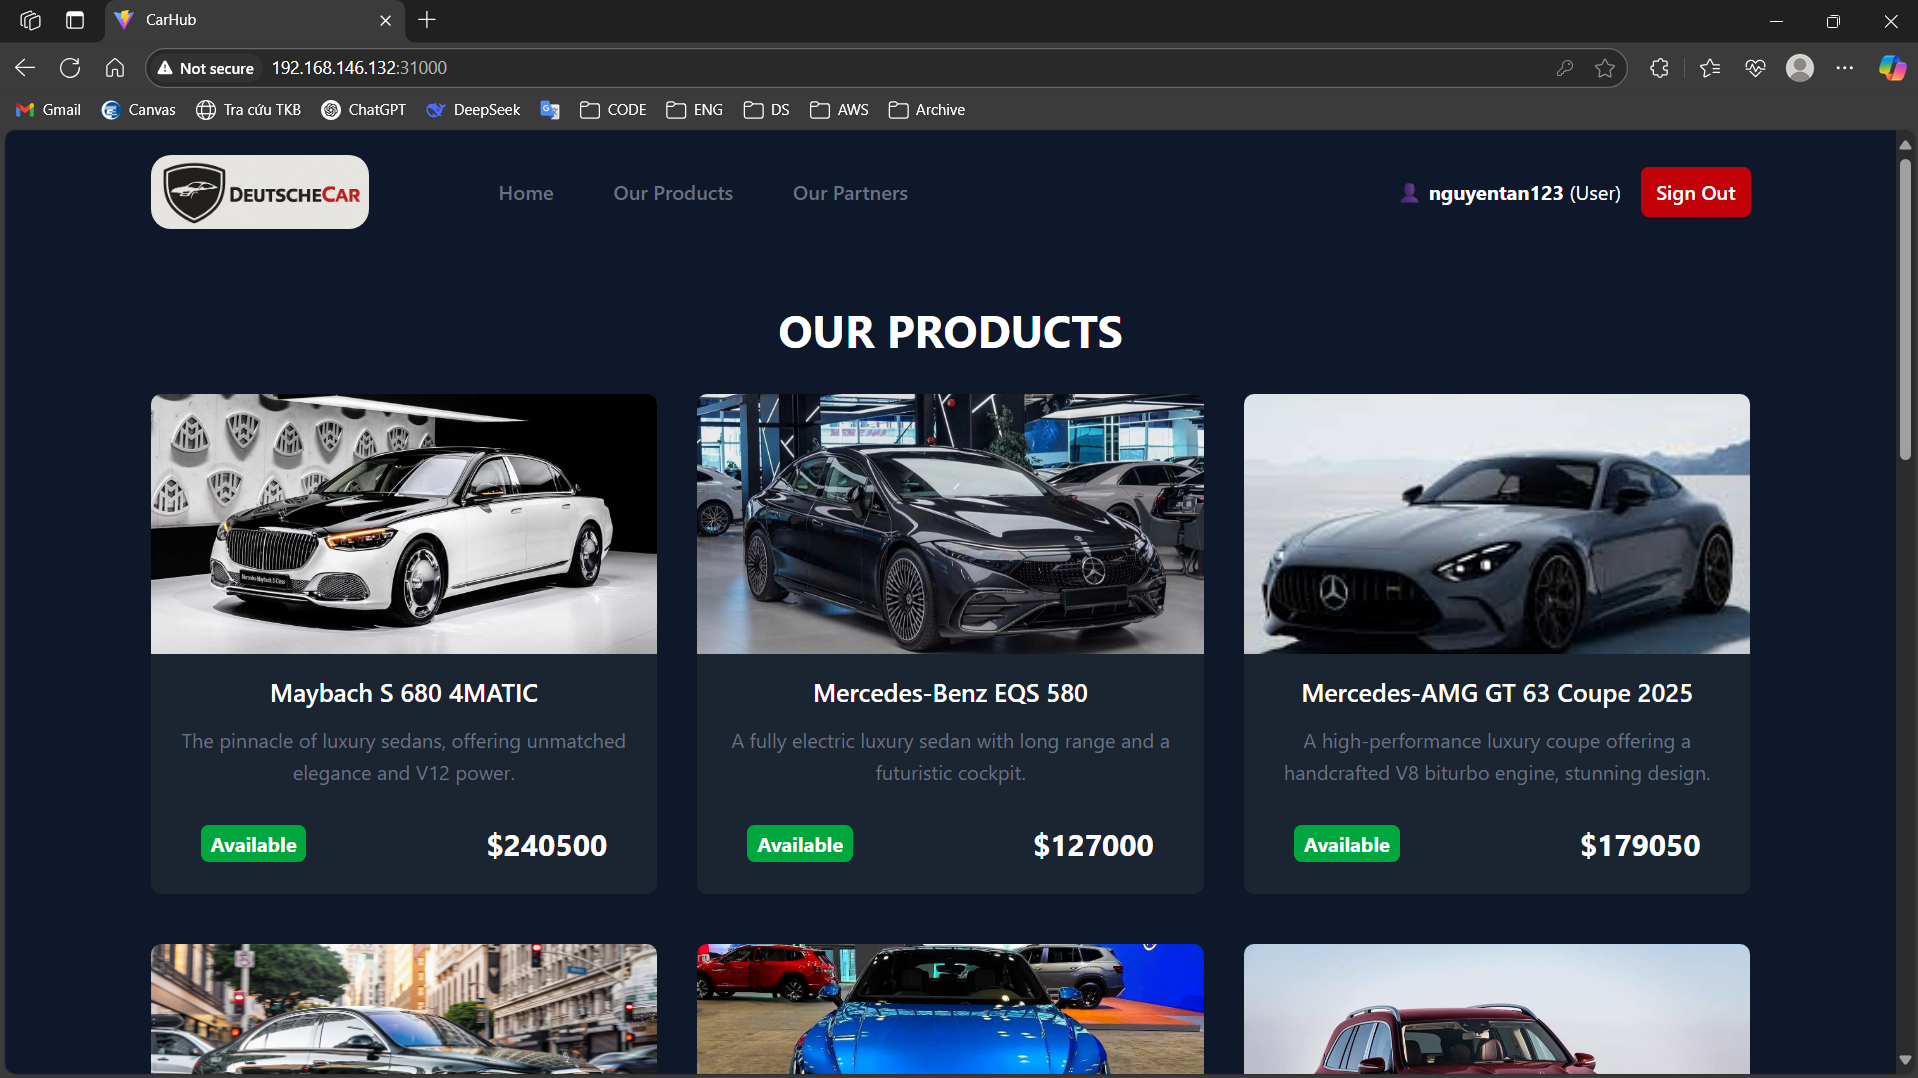 CarHub
Not secure 192.168.146.132:31000
Gmail Canvas Tra cứu TKB ChatGPT DeepSeek CODE ENG DS AWS Archive
DEUTSCHECAR
Home Our Products Our Partners nguyentan123 (User) Sign Out
OUR PRODUCTS
Mercedes-Maybach S-Class
Maybach S 680 4MATIC
The pinnacle of luxury sedans, offering unmatched
elegance and V12 power.
Available $240500
Mercedes-Benz EQS 580
A fully electric luxury sedan with long range and a
futuristic cockpit.
Available $127000
Mercedes-AMG GT 63 Coupe 2025
A high-performance luxury coupe offering a
handcrafted V8 biturbo engine, stunning design.
Available $179050